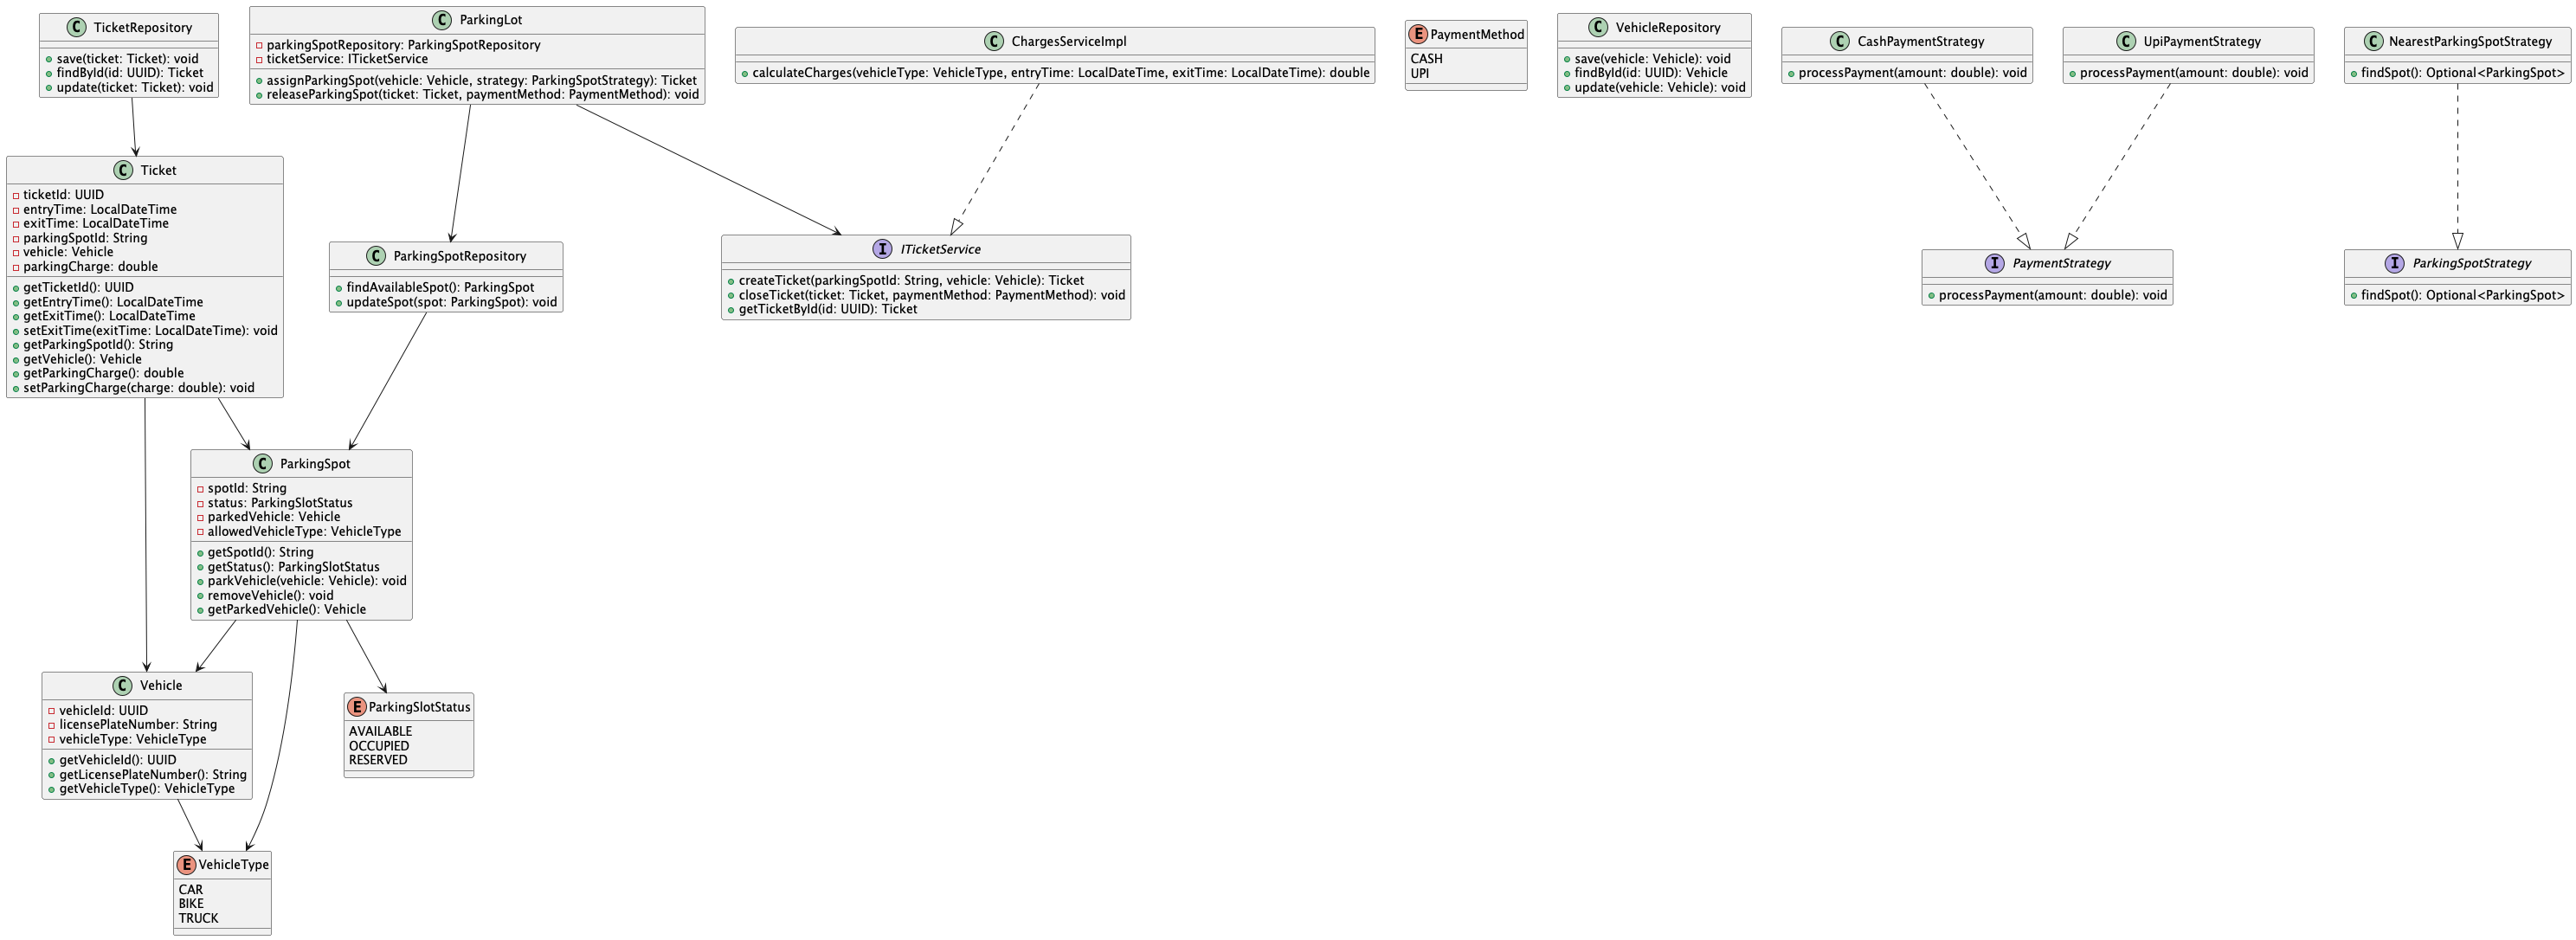 C TicketRepository
save(ticket: Ticket): void
findById(id: UUID): Ticket
update(ticket: Ticket): void
C ParkingLot
parkingSpotRepository: ParkingSpotRepository
ticketService: ITicketService
assignParkingSpot(vehicle: Vehicle, strategy: ParkingSpotStrategy): Ticket
releaseParkingSpot(ticket: Ticket, paymentMethod: PaymentMethod): void
C ChargesServiceImpl
calculateCharges(vehicleType: VehicleType, entryTime: LocalDateTime, exitTime: LocalDateTime): double
E PaymentMethod
CASH
UPI
C VehicleRepository
save(vehicle: Vehicle): void
findById(id: UUID): Vehicle
update(vehicle: Vehicle): void
C CashPaymentStrategy
processPayment(amount: double): void
C UpiPaymentStrategy
processPayment(amount: double): void
C NearestParkingSpotStrategy
findSpot(): Optional<ParkingSpot>
C Ticket
ticketId: UUID
entryTime: LocalDateTime
exitTime: LocalDateTime
parkingSpotId: String
vehicle: Vehicle
parkingCharge: double
getTicketId(): UUID
getEntryTime(): LocalDateTime
getExitTime(): LocalDateTime
setExitTime(exitTime: LocalDateTime): void
getParkingSpotId(): String
getVehicle(): Vehicle
getParkingCharge(): double
setParkingCharge(charge: double): void
C ParkingSpotRepository
findAvailableSpot(): ParkingSpot
updateSpot(spot: ParkingSpot): void
I ITicketService
createTicket(parkingSpotId: String, vehicle: Vehicle): Ticket
closeTicket(ticket: Ticket, paymentMethod: PaymentMethod): void
getTicketById(id: UUID): Ticket
I PaymentStrategy
processPayment(amount: double): void
I ParkingSpotStrategy
findSpot(): Optional<ParkingSpot>
C ParkingSpot
spotId: String
status: ParkingSlotStatus
parkedVehicle: Vehicle
allowedVehicleType: VehicleType
getSpotId(): String
getStatus(): ParkingSlotStatus
parkVehicle(vehicle: Vehicle): void
removeVehicle(): void
getParkedVehicle(): Vehicle
C Vehicle
vehicleId: UUID
licensePlateNumber: String
vehicleType: VehicleType
getVehicleId(): UUID
getLicensePlateNumber(): String
getVehicleType(): VehicleType
E ParkingSlotStatus
AVAILABLE
OCCUPIED
RESERVED
E VehicleType
CAR
BIKE
TRUCK